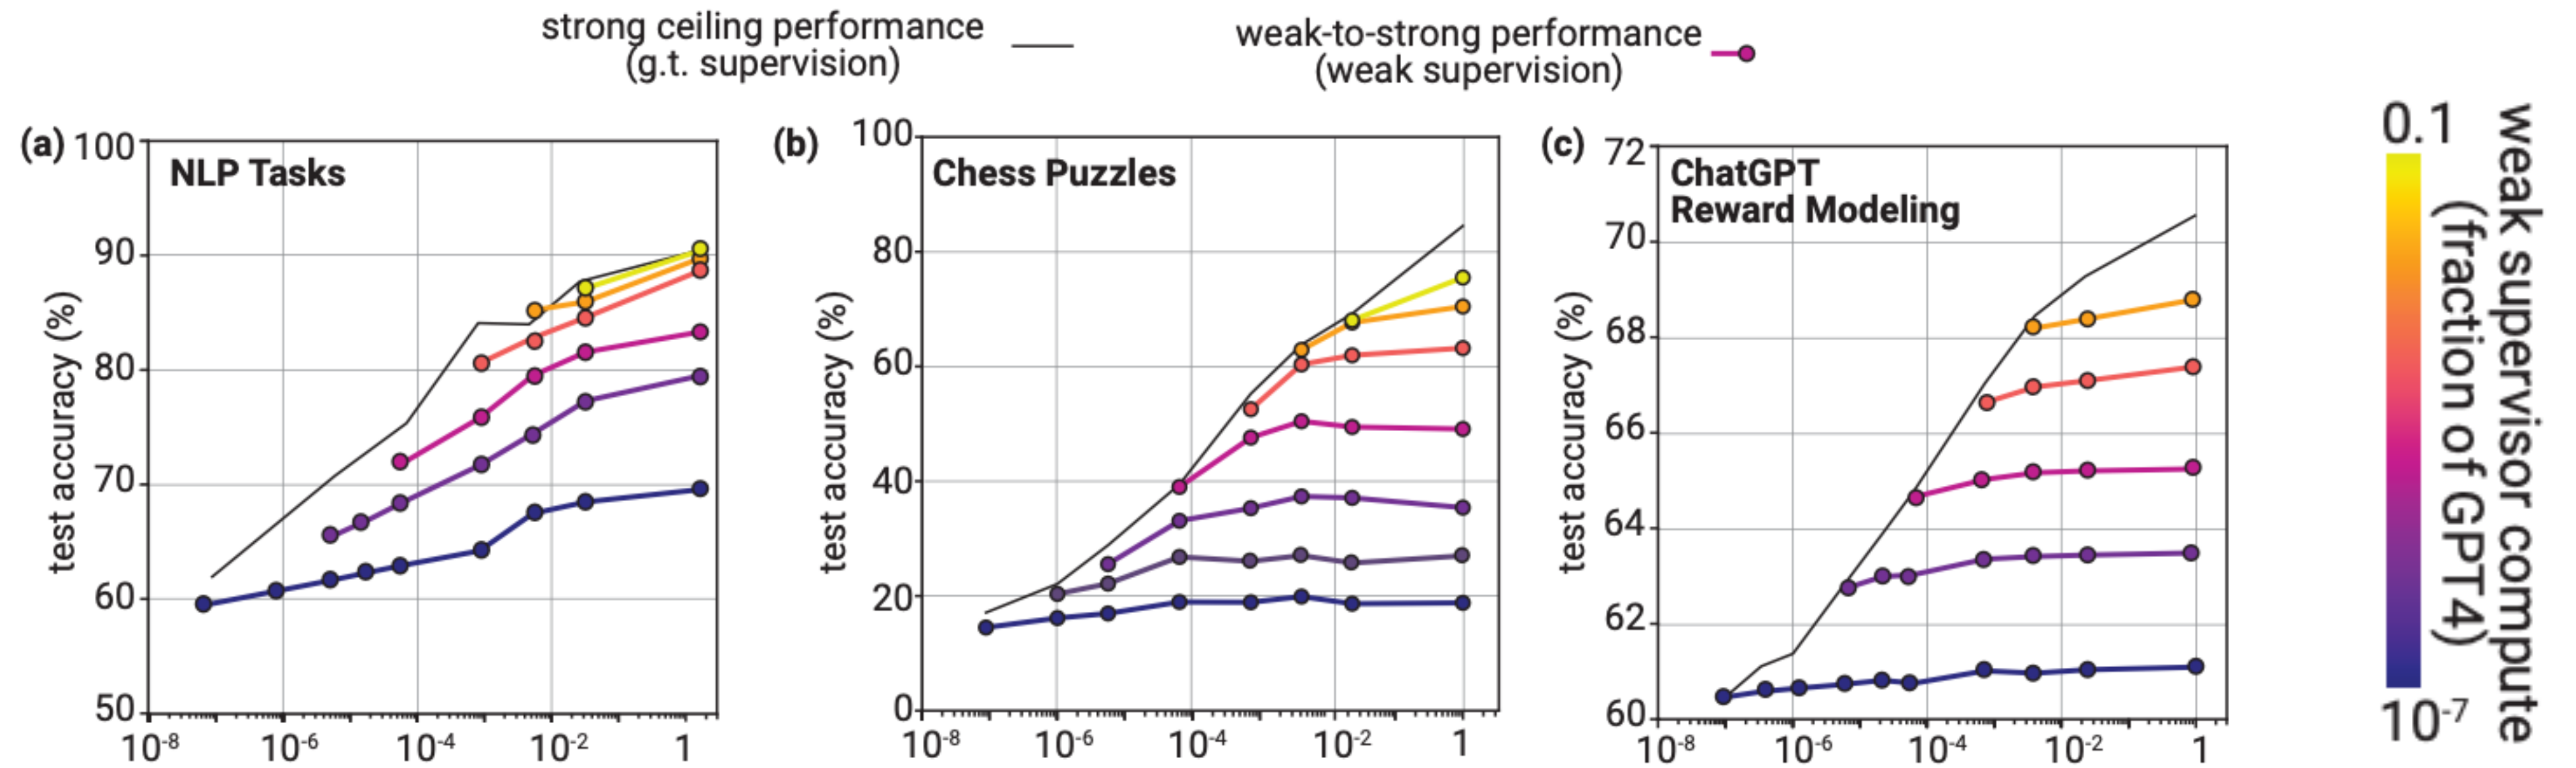 strong ceiling performance
(g.t. supervision)
weak-to-strong performance
(weak supervision)
(a)
NLP Tasks
test accuracy (%)
100
90
80
70
60
50
10-8
10-6
10-4
10-2
1
(b)
Chess Puzzles
test accuracy (%)
100
80
60
40
20
0
10-8
10-6
10-4
10-2
1
(c)
ChatGPT
Reward Modeling
test accuracy (%)
72
70
68
66
64
62
60
10-8
10-6
10-4
10-2
1
0.1
10-7
weak supervisor compute
(fraction of GPT4)